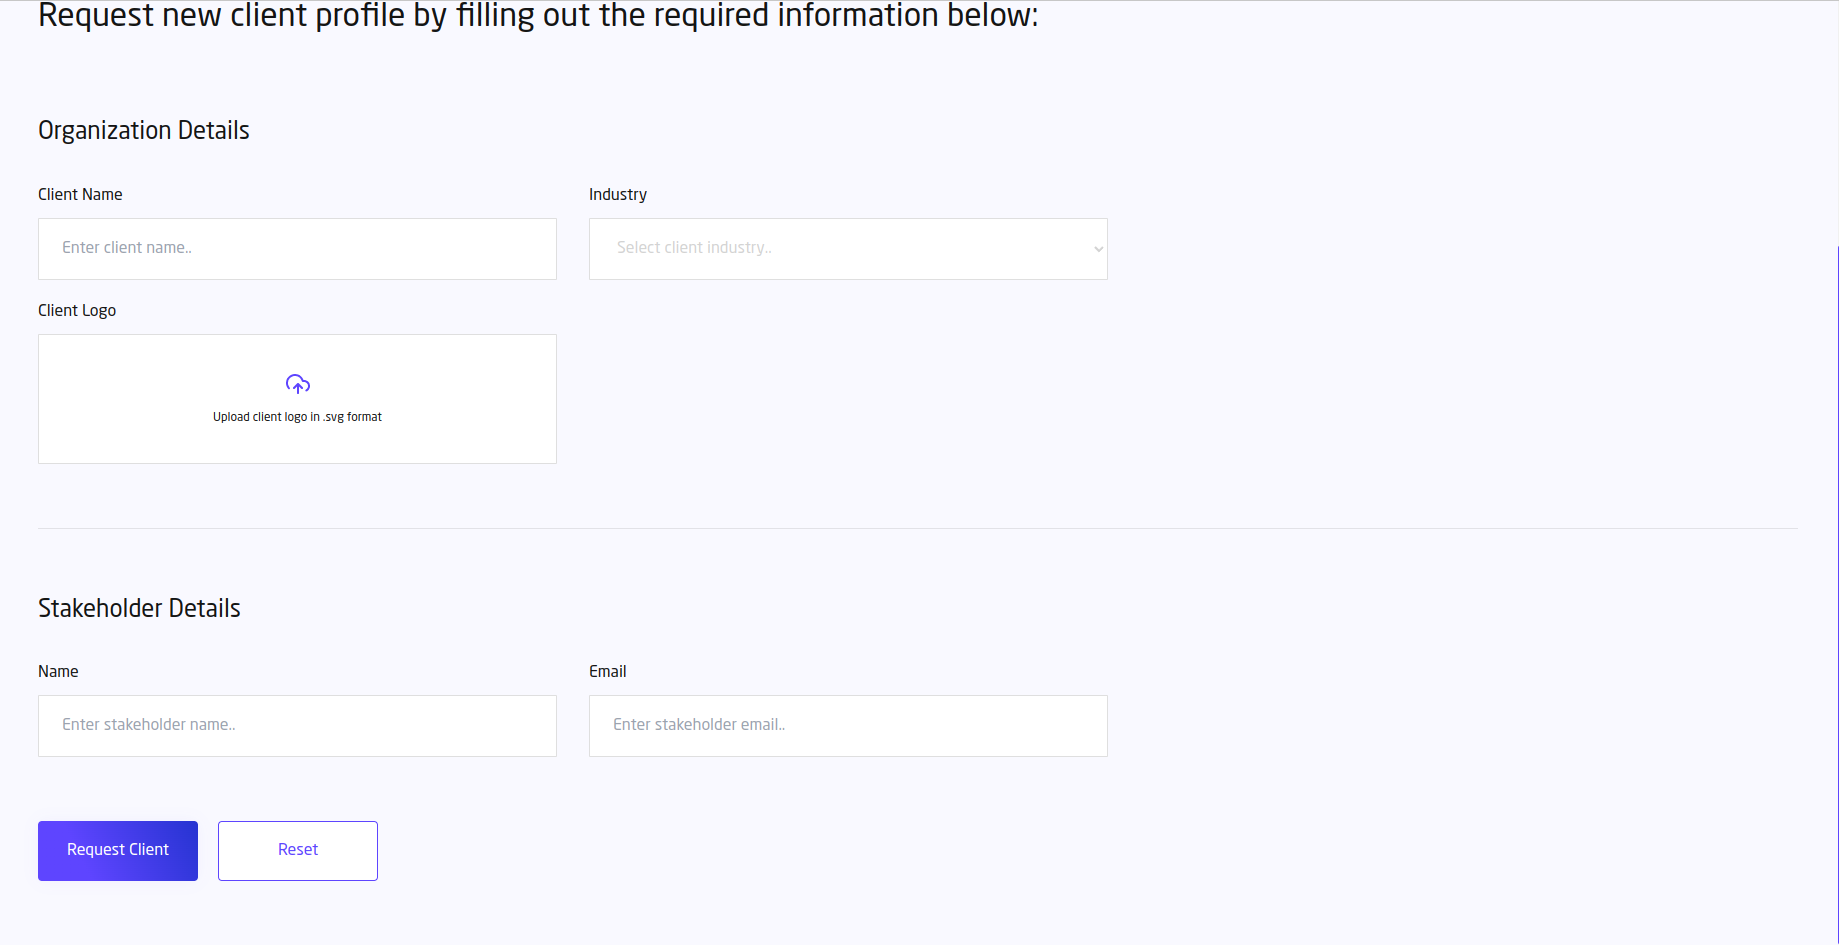 Request new client profile by filling out the required information below:
Organization Details
Client Name
Industry
Enter client name..
Select client industry..
Client Logo
Upload client logo in .svg format
Stakeholder Details
Name
Email
Enter stakeholder name..
Enter stakeholder email..
Request Client
Reset